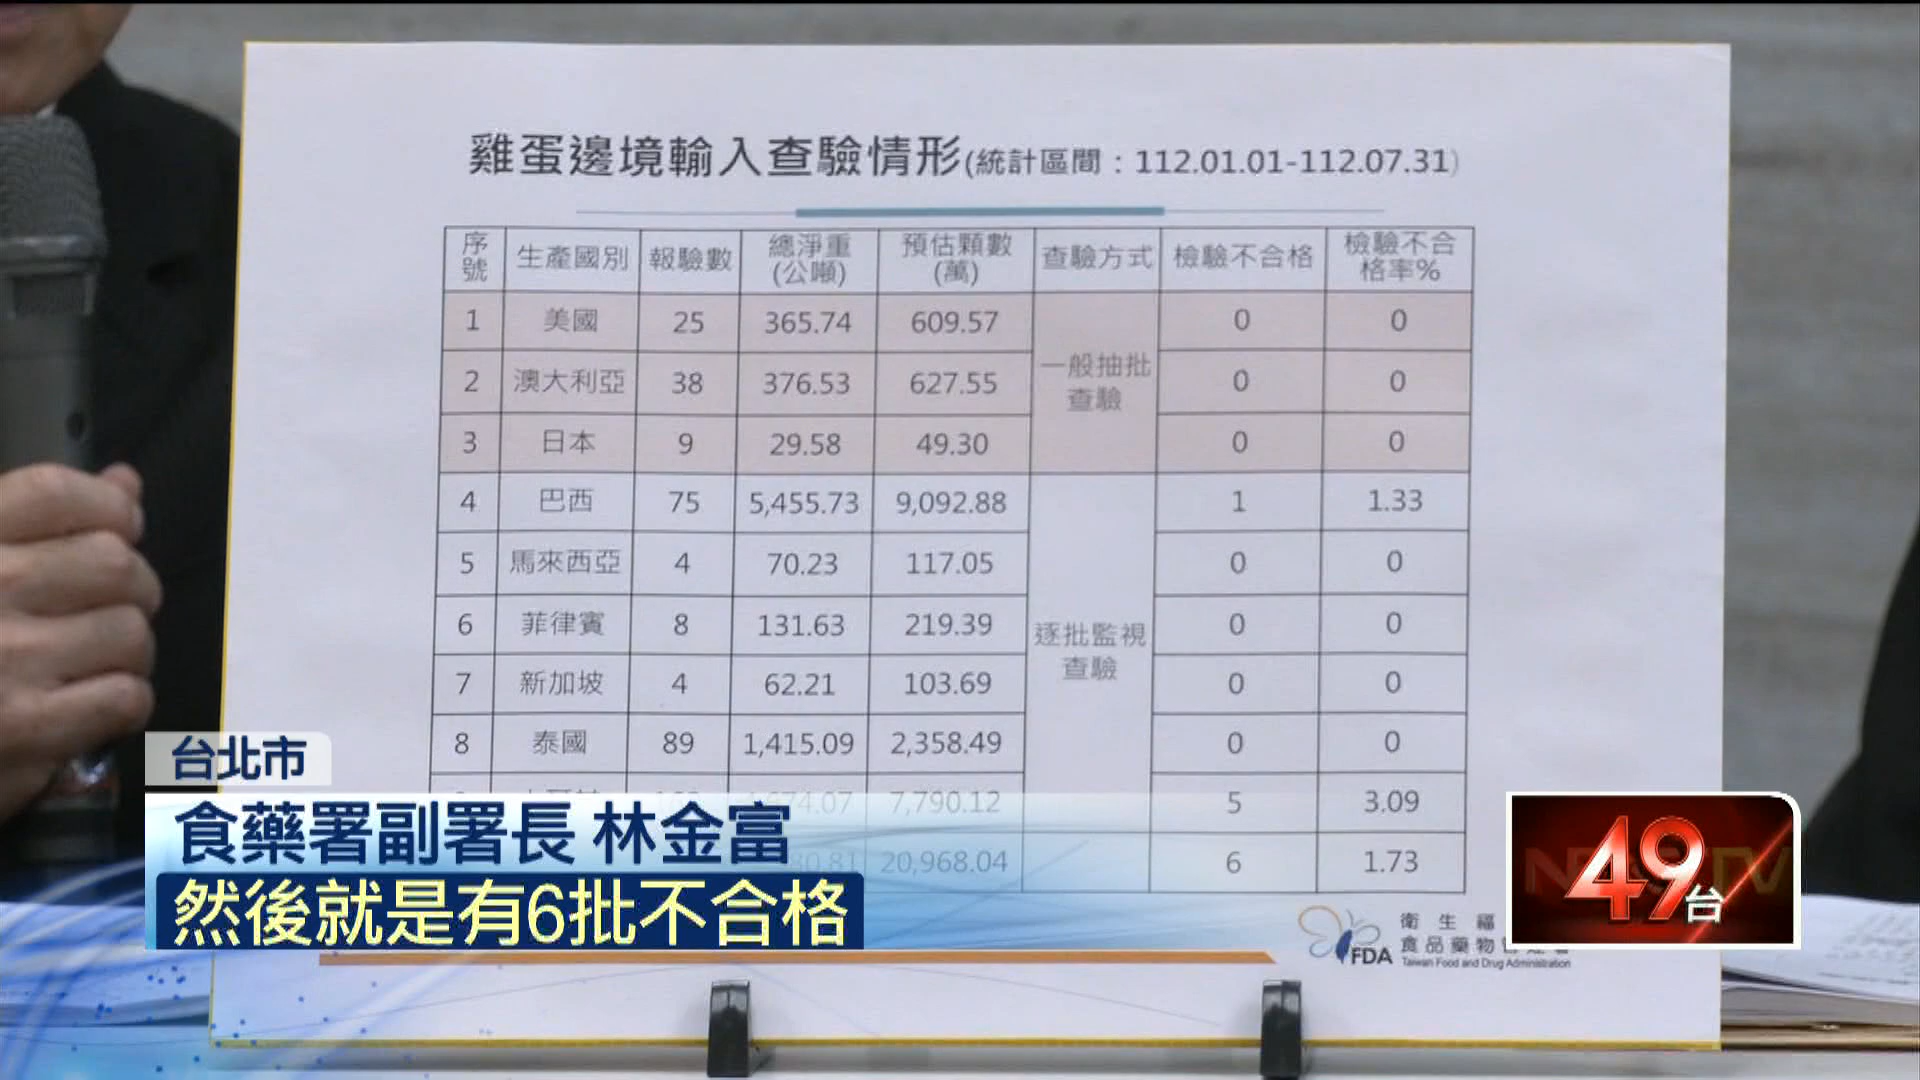 雞蛋邊境輸入查驗情形(統計區間：112.01.01-112.07.31)
序號 生產國別 報驗數 總淨重(公噸) 預估顆數(萬) 查驗方式 檢驗不合格 檢驗不合格率%
1 美國 25 365.74 609.57 一般抽批查驗 0 0
2 澳大利亞 38 376.53 627.55 0 0
3 日本 9 29.58 49.30 0 0
4 巴西 75 5,455.73 9,092.88 逐批監視查驗 1 1.33
5 馬來西亞 4 70.23 117.05 0 0
6 菲律賓 8 131.63 219.39 0 0
7 新加坡 4 62.21 103.69 0 0
8 泰國 89 1,415.09 2,358.49 0 0
7,790.12 5 3.09
20,968.04 6 1.73
台北市
食藥署副署長 林金富
然後就是有6批不合格
49台
FDA
衛生福
食品藥物
Taiwan Food and Drug Administration